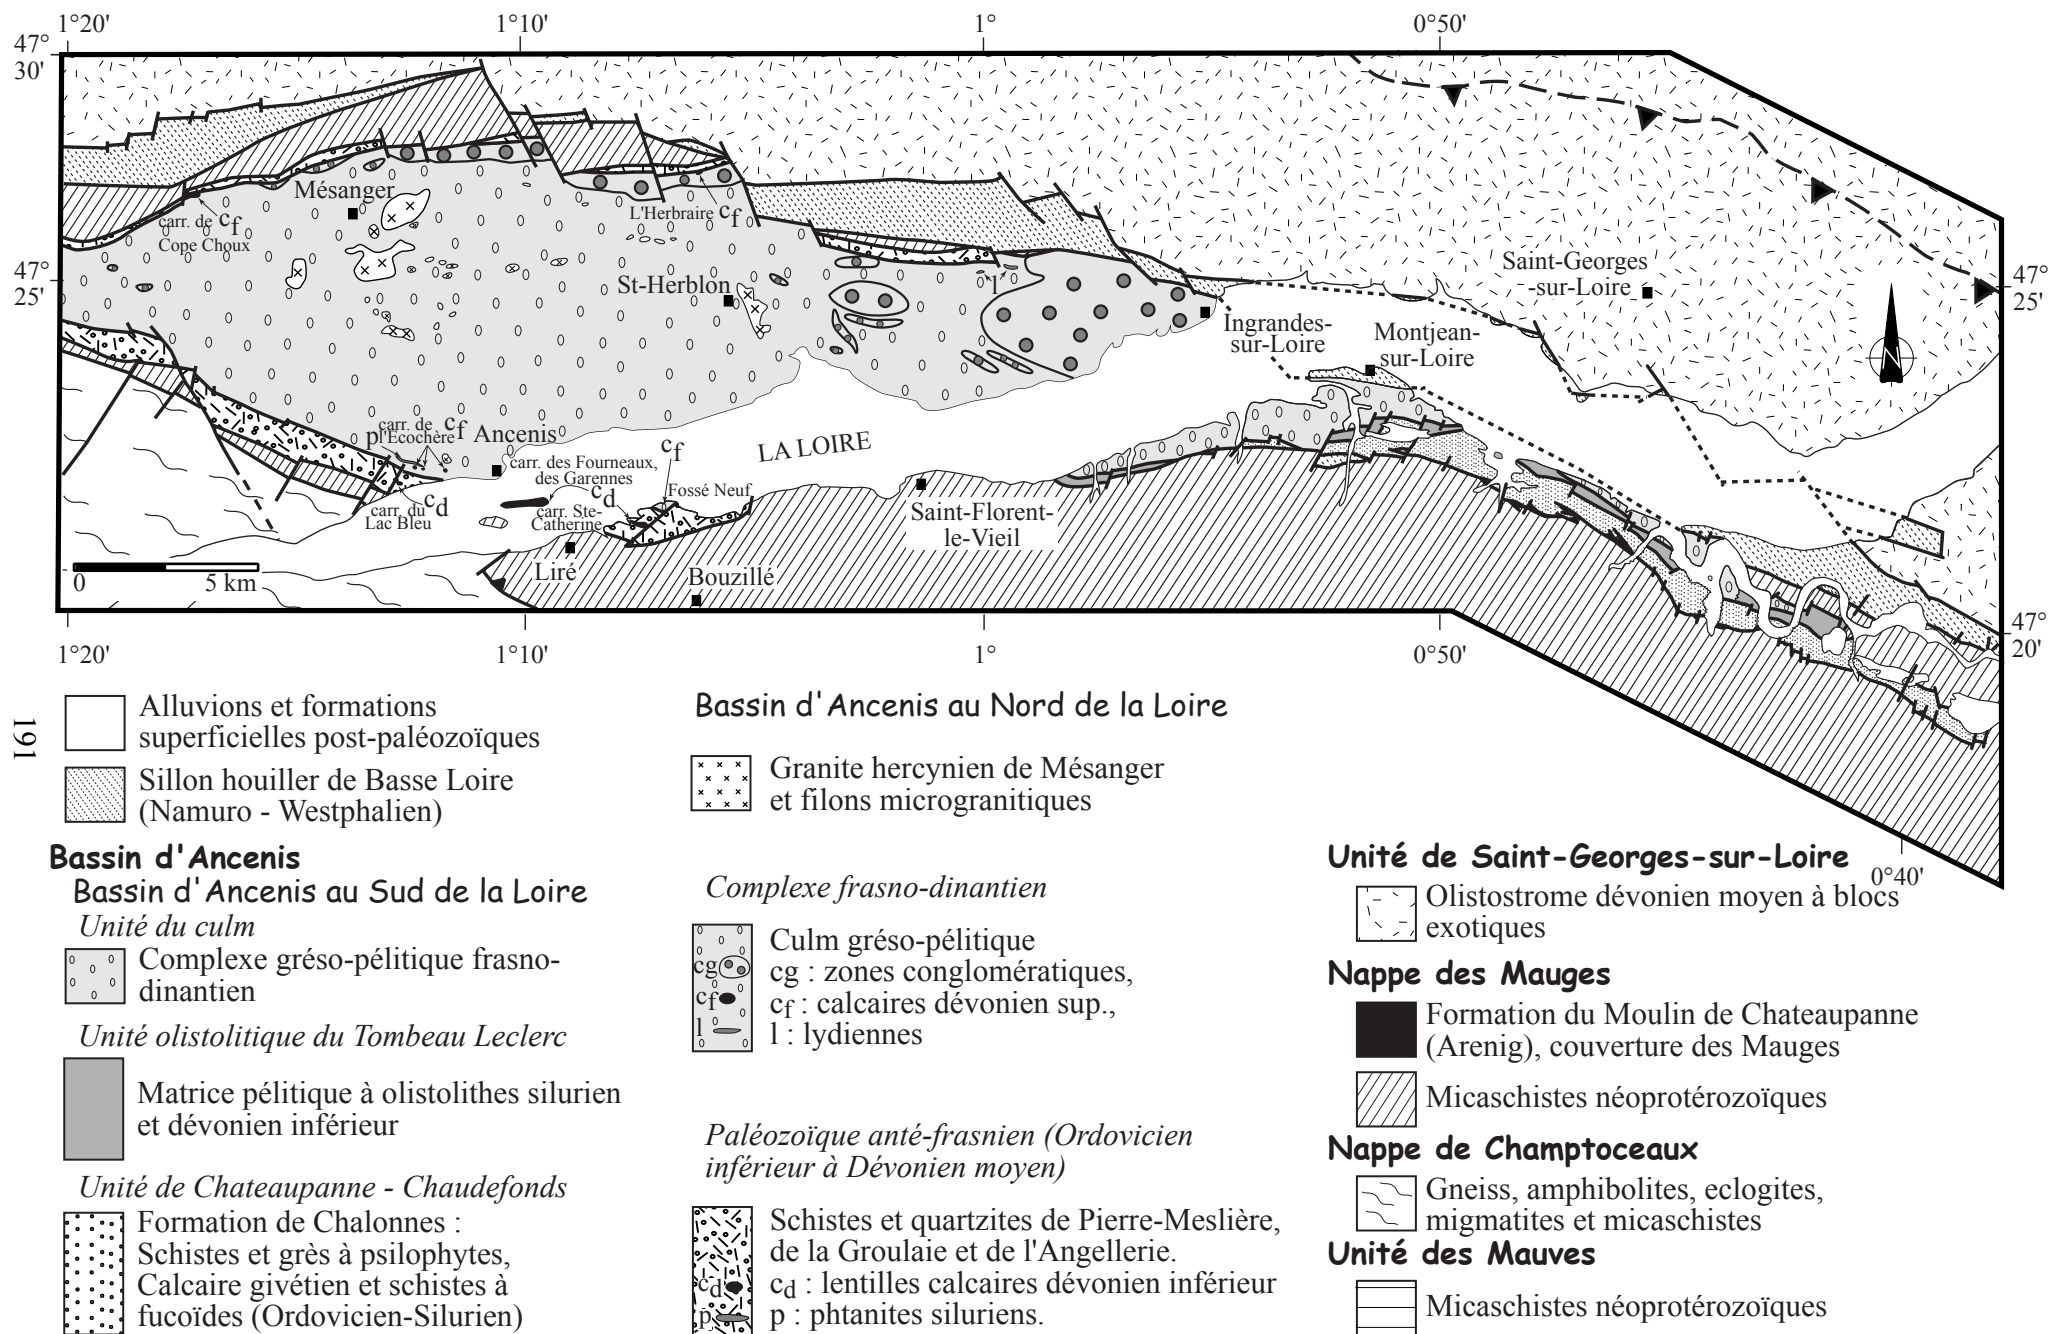 1°20'
1°10'
1°
0°50'
47°
30'
Mésanger
carr. de cf
Cope Choux
L'Herbraire cf
47°
25'
St-Herblon
l
Saint-Georges
-sur-Loire
47°
25'
Ingrandes-
sur-Loire
Montjean-
sur-Loire
N
carr. de cf
p l'Ecochère
Ancenis
LA LOIRE
cf
carr. des Fourneaux,
des Garennes
cd
Fossé Neuf
carr. Ste-
Catherine
cd
carr. du
Lac Bleu
Saint-Florent-
le-Vieil
Liré
Bouzillé
0 5 km
47°
20'
1°20'
1°10'
1°
0°50'
0°40'
191
Alluvions et formations
superficielles post-paléozoïques
Sillon houiller de Basse Loire
(Namuro - Westphalien)
Bassin d'Ancenis
Bassin d'Ancenis au Sud de la Loire
Unité du culm
Complexe gréso-pélitique frasno-
dinantien
Unité olistolitique du Tombeau Leclerc
Matrice pélitique à olistolithes silurien
et dévonien inférieur
Unité de Chateaupanne - Chaudefonds
Formation de Chalonnes :
Schistes et grès à psilophytes,
Calcaire givétien et schistes à
fucoïdes (Ordovicien-Silurien)
Bassin d'Ancenis au Nord de la Loire
Granite hercynien de Mésanger
et filons microgranitiques
Complexe frasno-dinantien
cg
cf
l
Culm gréso-pélitique
cg : zones conglomératiques,
cf : calcaires dévonien sup.,
l : lydiennes
Paléozoïque anté-frasnien (Ordovicien
inférieur à Dévonien moyen)
cd
p
Schistes et quartzites de Pierre-Meslière,
de la Groulaie et de l'Angellerie.
cd : lentilles calcaires dévonien inférieur
p : phtanites siluriens.
Unité de Saint-Georges-sur-Loire
Olistostrome dévonien moyen à blocs
exotiques
Nappe des Mauges
Formation du Moulin de Chateaupanne
(Arenig), couverture des Mauges
Micaschistes néoprotérozoïques
Nappe de Champtoceaux
Gneiss, amphibolites, eclogites,
migmatites et micaschistes
Unité des Mauves
Micaschistes néoprotérozoïques